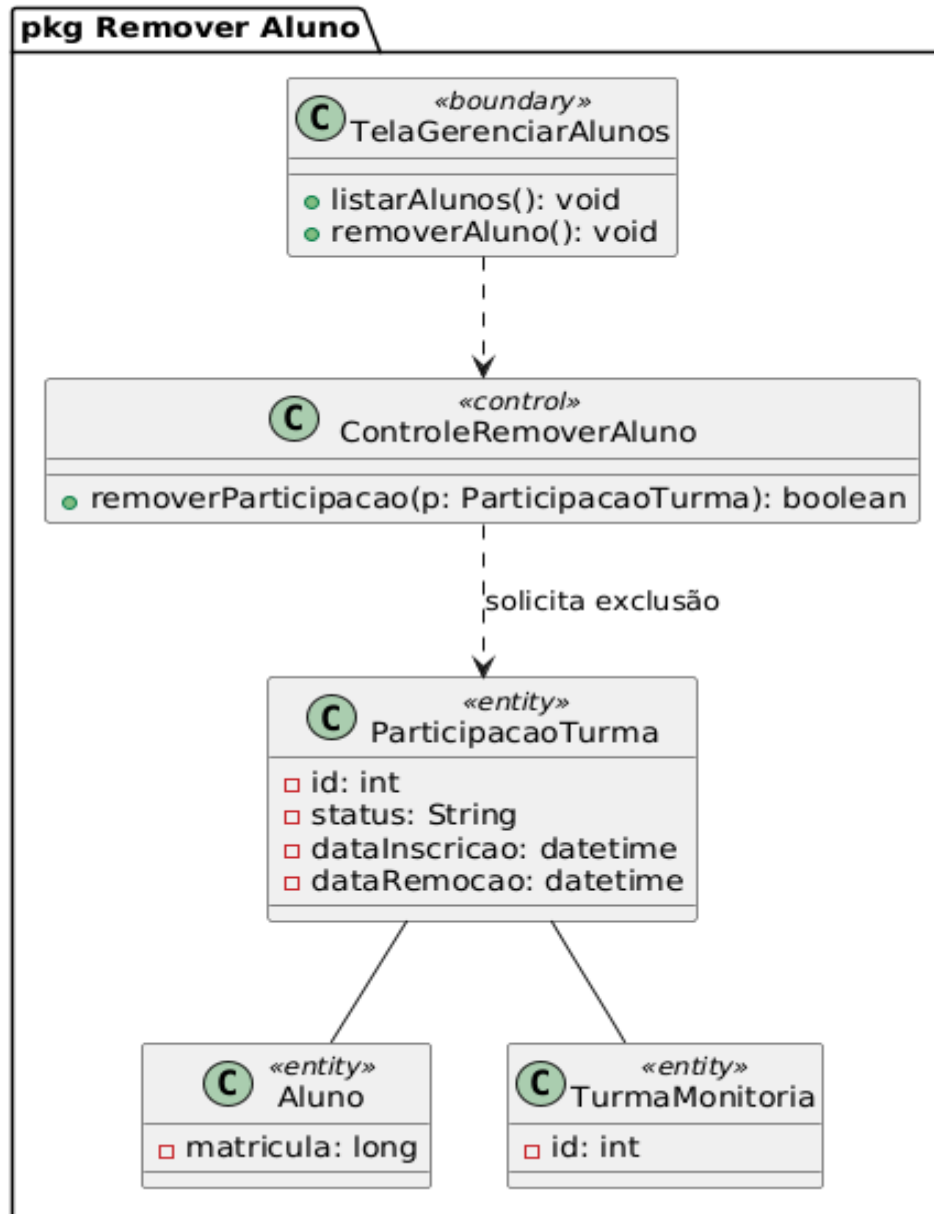 pkg Remover Aluno
C
«boundary»
TelaGerenciarAlunos
listarAlunos(): void
removerAluno(): void
C
«control»
ControleRemoverAluno
removerParticipacao(p: ParticipacaoTurma): boolean
solicita exclusão
C
«entity»
ParticipacaoTurma
id: int
status: String
dataInscricao: datetime
dataRemocao: datetime
C
«entity»
Aluno
matricula: long
C
«entity»
TurmaMonitoria
id: int